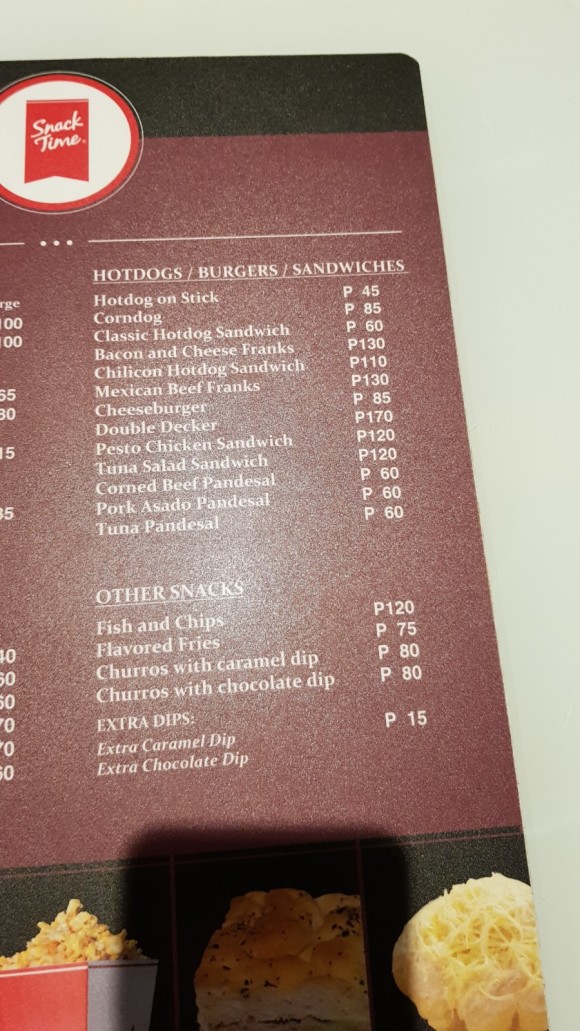 Snack
Time
HOTDOGS / BURGERS / SANDWICHES
Hotdog on Stick P 45
Corndog P 85
Classic Hotdog Sandwich P 60
Bacon and Cheese Franks P130
Chilicon Hotdog Sandwich P110
Mexican Beef Franks P130
Cheeseburger P 85
Double Decker P170
Pesto Chicken Sandwich P120
Tuna Salad Sandwich P120
Corned Beef Pandesal P 60
Pork Asado Pandesal P 60
Tuna Pandesal P 60
OTHER SNACKS
Fish and Chips P120
Flavored Fries P 75
Churros with caramel dip P 80
Churros with chocolate dip P 80
EXTRA DIPS: P 15
Extra Caramel Dip
Extra Chocolate Dip